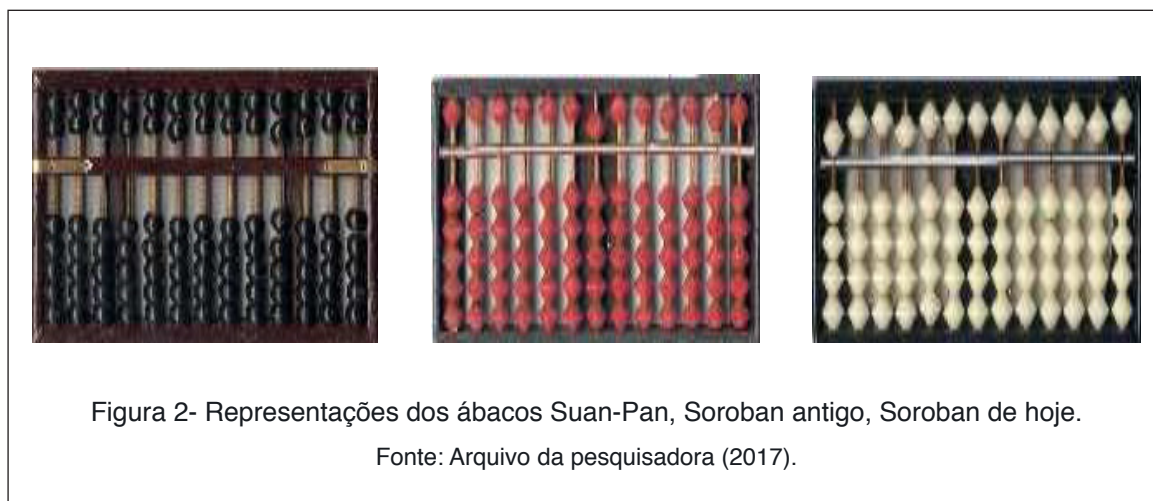 Figura 2- Representações dos ábacos Suan-Pan, Soroban antigo, Soroban de hoje.
Fonte: Arquivo da pesquisadora (2017).